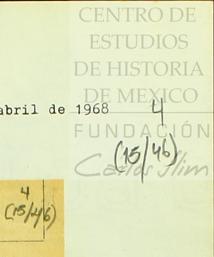 CENTRO DE
ESTUDIOS
DE HISTORIA
DE MEXICO
abril de 1968
4
FUNDACIÓN
(15/46)
Carlos Slim
4
(15/46)